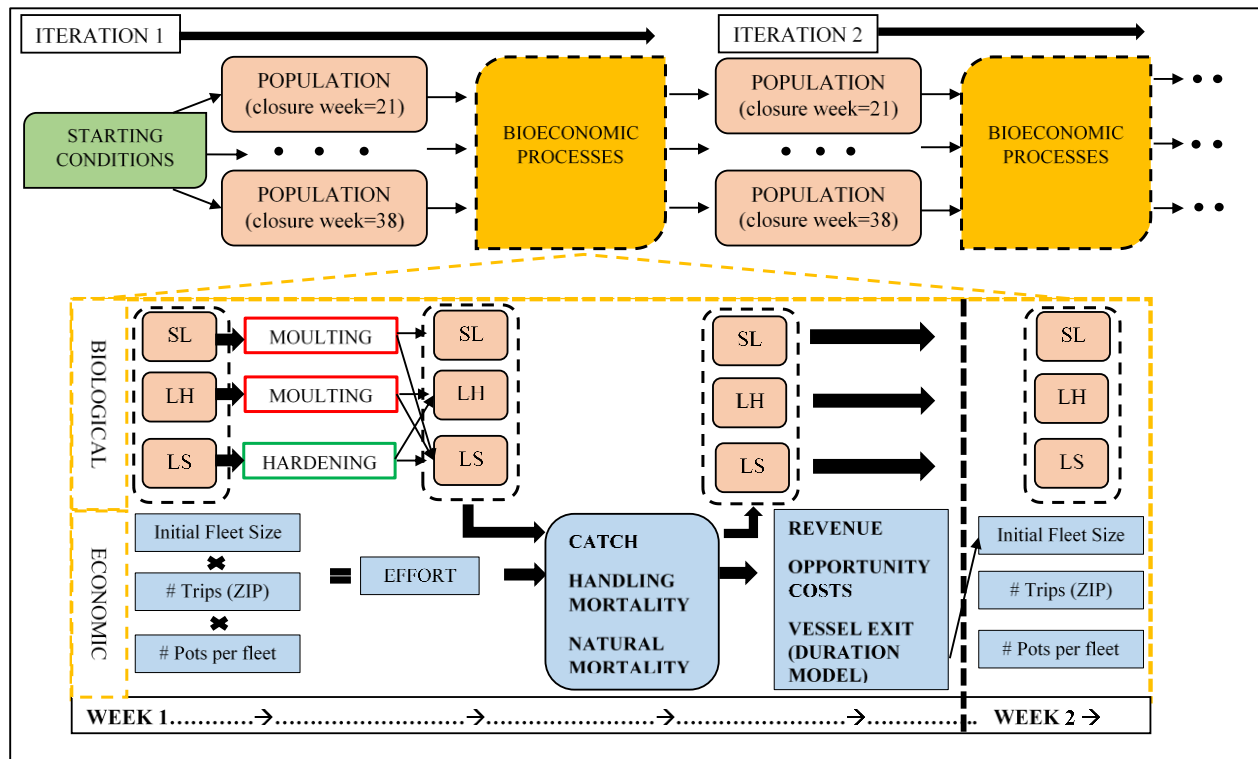 ITERATION 1
ITERATION 2
STARTING
CONDITIONS
POPULATION
(closure week=21)
• • •
POPULATION
(closure week=38)
BIOECONOMIC
PROCESSES
POPULATION
(closure week=21)
• • •
POPULATION
(closure week=38)
BIOECONOMIC
PROCESSES
BIOLOGICAL
SL
LH
LS
MOULTING
MOULTING
HARDENING
SL
LH
LS
SL
LH
LS
SL
LH
LS
ECONOMIC
Initial Fleet Size
✖
# Trips (ZIP)
✖
# Pots per fleet
=
EFFORT
CATCH
HANDLING
MORTALITY
NATURAL
MORTALITY
REVENUE
OPPORTUNITY
COSTS
VESSEL EXIT
(DURATION
MODEL)
Initial Fleet Size
# Trips (ZIP)
# Pots per fleet
WEEK 1…………→…………………→…………………→…………………→…………………→……………… WEEK 2 →